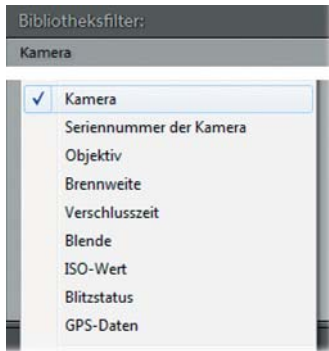 Bibliotheksfilter:
Kamera
Kamera
Seriennummer der Kamera
Objektiv
Brennweite
Verschlusszeit
Blende
ISO-Wert
Blitzstatus
GPS-Daten